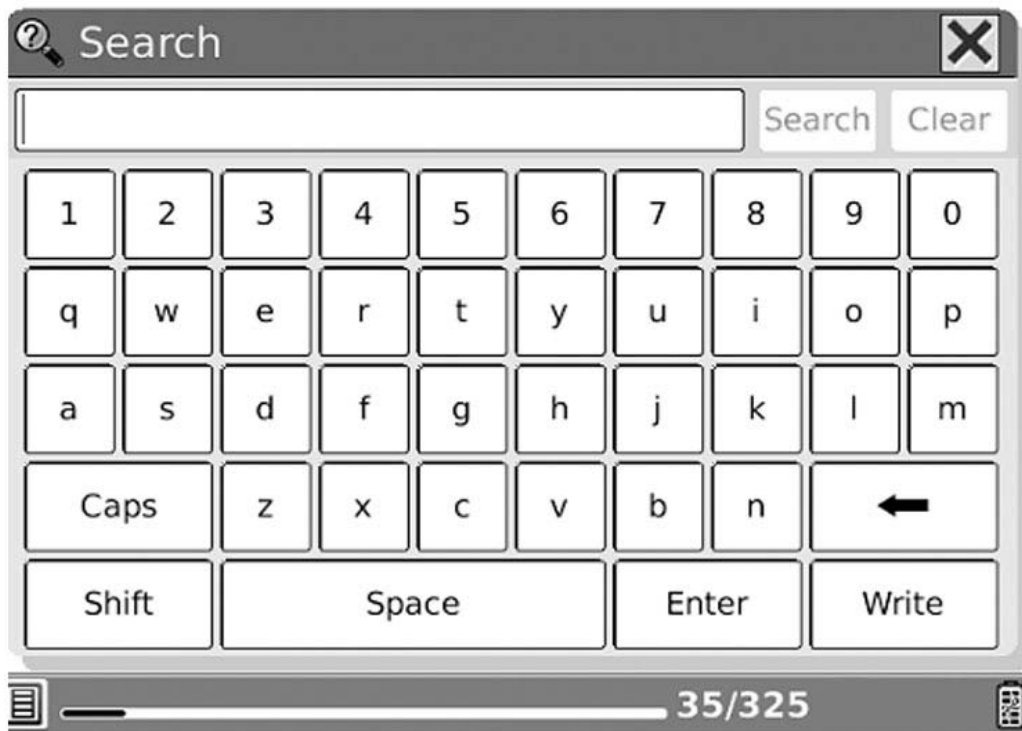 Search
Search Clear
1 2 3 4 5 6 7 8 9 0
q w e r t y u i o p
a s d f g h j k l m
Caps z x c v b n
Shift Space Enter Write
35/325